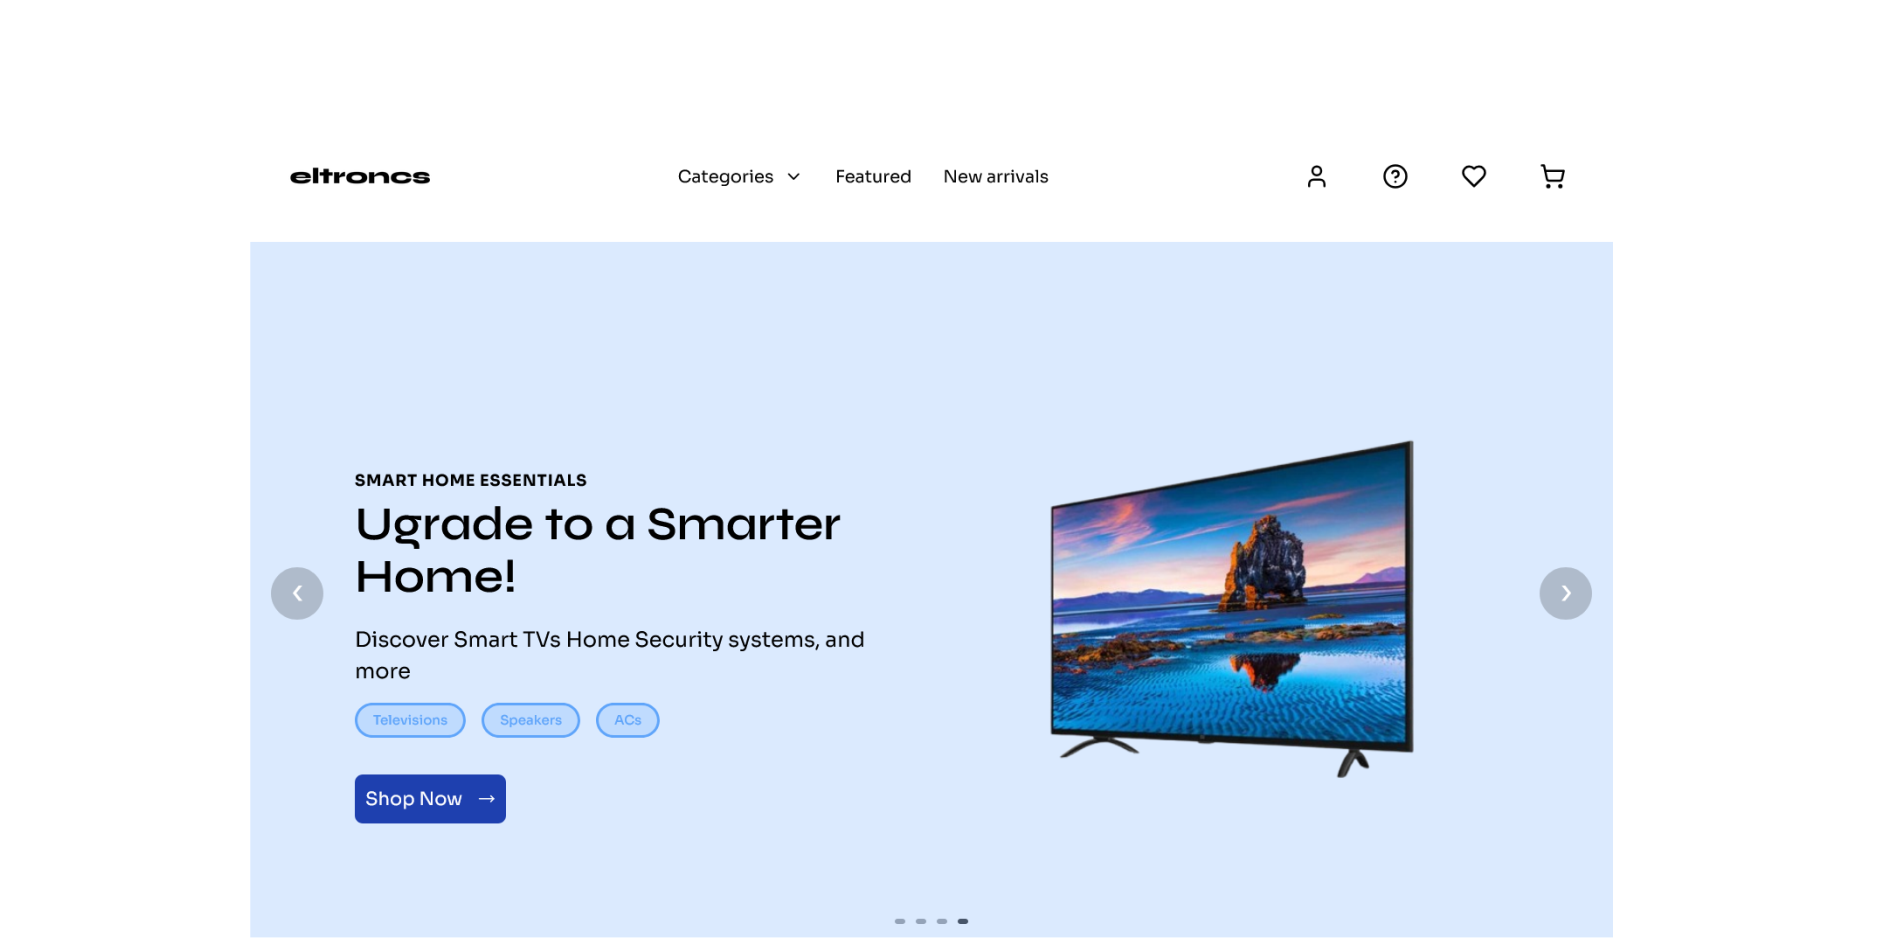 eltroncs
Categories
Featured
New arrivals
SMART HOME ESSENTIALS
Ugrade to a Smarter
Home!
Discover Smart TVs Home Security systems, and
more
Televisions
Speakers
ACs
Shop Now →